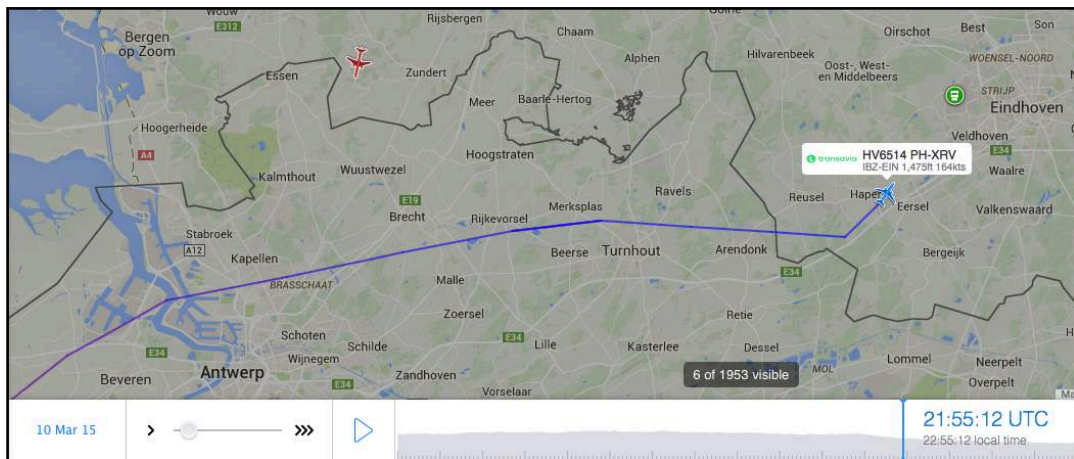 Wouw
Rijsbergen
Chaam
Goirle
Oirschot
Best
Son
Bergen
op Zoom
E312
Alphen
Hilvarenbeek
WOENSEL-NOORD
Essen
Zundert
Oost-, West-
en Middelbeers
STRIJP
Meer
Baarle-Hertog
Eindhoven
Hoogerheide
Veldhoven
A4
Hoogstraten
transavia
HV6514 PH-XRV
IBZ-EIN 1,475ft 164kts
E34
Kalmthout
Wuustwezel
Waalre
Ravels
Reusel
Hapert
Eersel
Valkenswaard
E19
Merksplas
Brecht
Rijkevorsel
Stabroek
A12
Kapellen
Beerse
Turnhout
Arendonk
Bergeijk
E34
BRASSCHAAT
Malle
Zoersel
Retie
Schoten
E34
Schilde
Lille
Kasterlee
Dessel
Wijnegem
E34
Lommel
Neerpelt
Beveren
Antwerp
E34
Zandhoven
6 of 1953 visible
MOL
Overpelt
Vorselaar
10 Mar 15
21:55:12 UTC
22:55:12 local time